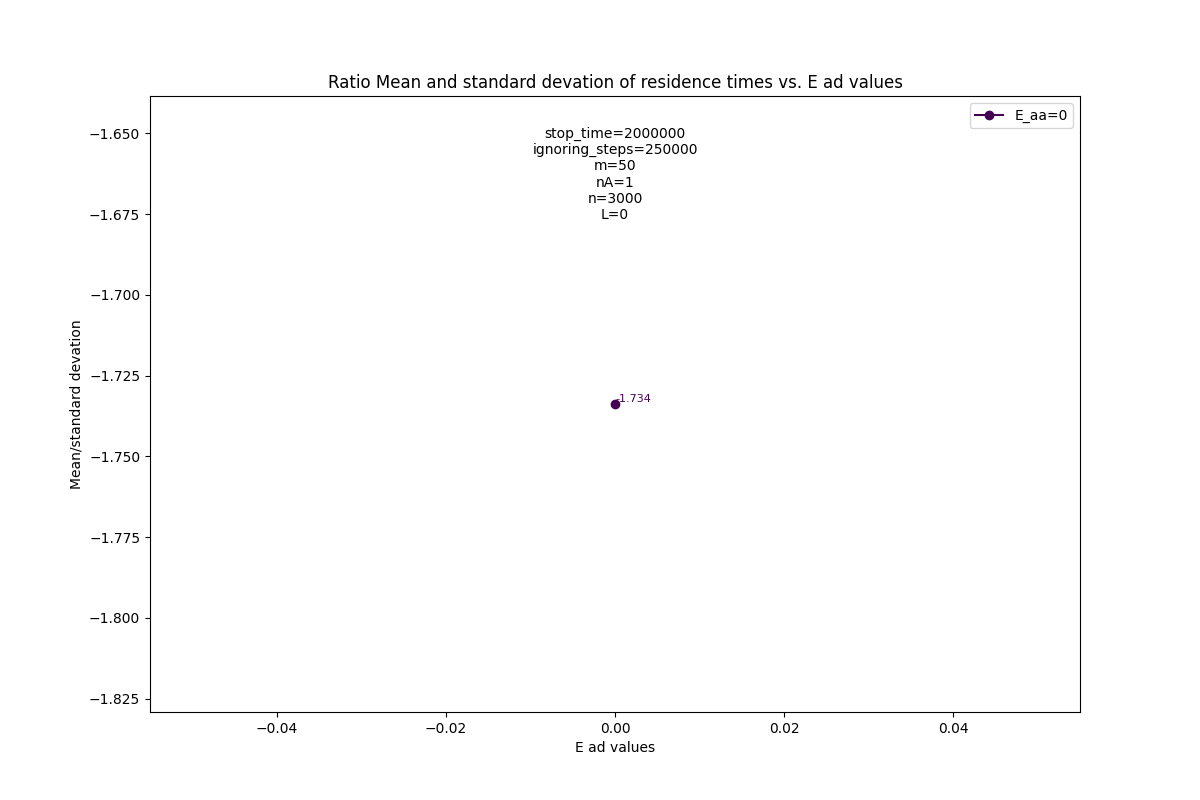 Ratio Mean and standard devation of residence times vs. E ad values
E_aa=0
stop_time=2000000
ignoring_steps=250000
m=50
nA=1
n=3000
L=0
−1.650
−1.675
−1.700
−1.725
−1.750
−1.775
−1.800
−1.825
Mean/standard devation
-1.734
−0.04
−0.02
0.00
0.02
0.04
E ad values